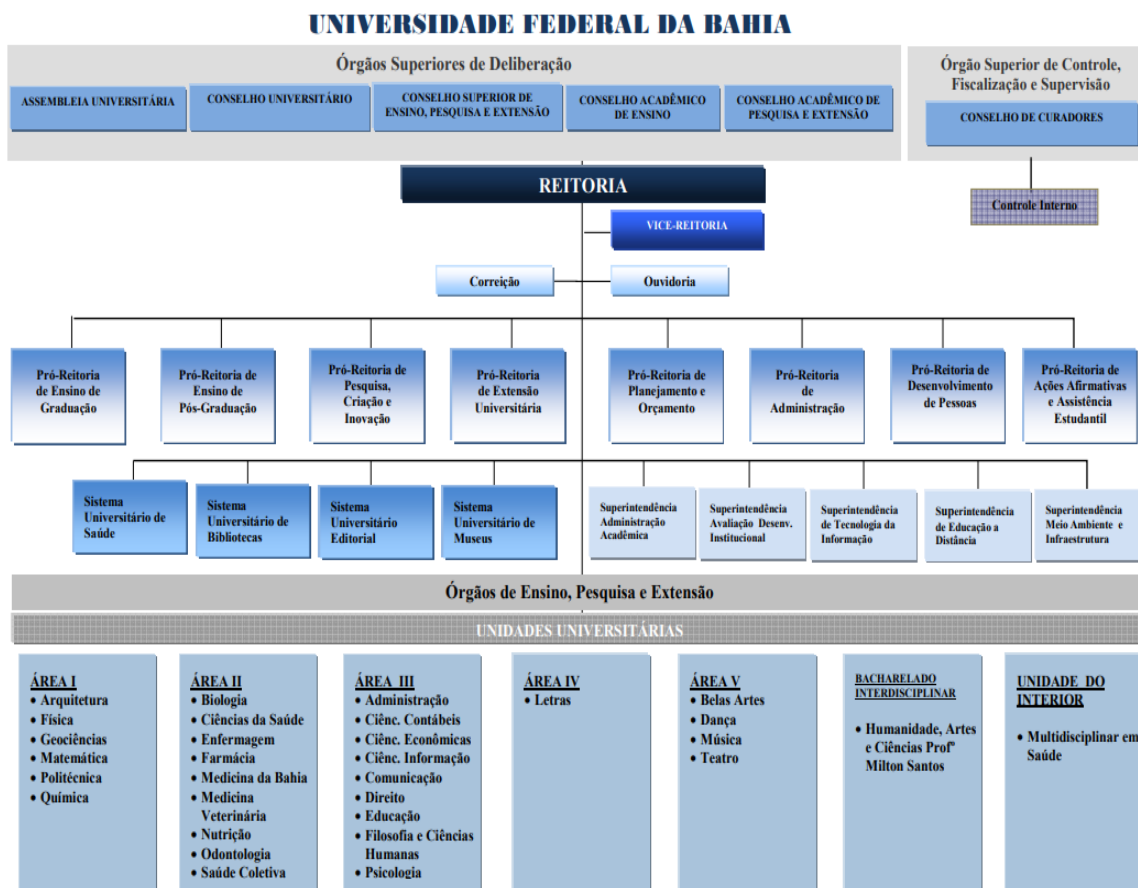 UNIVERSIDADE FEDERAL DA BAHIA
Órgãos Superiores de Deliberação
ASSEMBLEIA UNIVERSITÁRIA
CONSELHO UNIVERSITÁRIO
CONSELHO SUPERIOR DE
ENSINO, PESQUISA E EXTENSÃO
CONSELHO ACADÊMICO
DE ENSINO
CONSELHO ACADÊMICO DE
PESQUISA E EXTENSÃO
Órgão Superior de Controle,
Fiscalização e Supervisão
CONSELHO DE CURADORES
REITORIA
Controle Interno
VICE-REITORIA
Correição
Ouvidoria
Pró-Reitoria
de Ensino de
Graduação
Pró-Reitoria de
Ensino de
Pós-Graduação
Pró-Reitoria de
Pesquisa,
Criação e
Inovação
Pró-Reitoria
de Extensão
Universitária
Pró-Reitoria de
Planejamento e
Orçamento
Pró-Reitoria
de
Administração
Pró-Reitoria de
Desenvolvimento
de Pessoas
Pró-Reitoria de
Ações Afirmativas
e Assistência
Estudantil
Sistema
Universitário de
Saúde
Sistema
Universitário de
Bibliotecas
Sistema
Universitário
Editorial
Sistema
Universitário de
Museus
Superintendência
Administração
Acadêmica
Superintendência
Avaliação Desenv.
Institucional
Superintendência
de Tecnologia da
Informação
Superintendência
de Educação a
Distância
Superintendência
Meio Ambiente e
Infraestrutura
Órgãos de Ensino, Pesquisa e Extensão
UNIDADES UNIVERSITÁRIAS
ÁREA I
• Arquitetura
• Física
• Geociências
• Matemática
• Politécnica
• Química
ÁREA II
• Biologia
• Ciências da Saúde
• Enfermagem
• Farmácia
• Medicina da Bahia
• Medicina
Veterinária
• Nutrição
• Odontologia
• Saúde Coletiva
ÁREA III
• Administração
• Ciênc. Contábeis
• Ciênc. Econômicas
• Ciênc. Informação
• Comunicação
• Direito
• Educação
• Filosofia e Ciências
Humanas
• Psicologia
ÁREA IV
• Letras
ÁREA V
• Belas Artes
• Dança
• Música
• Teatro
BACHARELADO
INTERDISCIPLINAR
• Humanidade, Artes
e Ciências Profº
Milton Santos
UNIDADE DO
INTERIOR
• Multidisciplinar em
Saúde